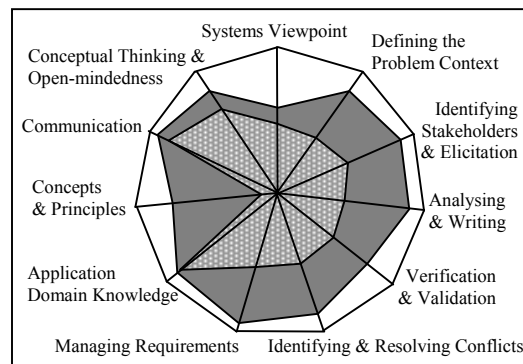 Systems Viewpoint
Defining the
Problem Context
Identifying
Stakeholders
& Elicitation
Analysing
& Writing
Verification
& Validation
Identifying & Resolving Conflicts
Managing Requirements
Application
Domain Knowledge
Concepts
& Principles
Communication
Conceptual Thinking &
Open-mindedness